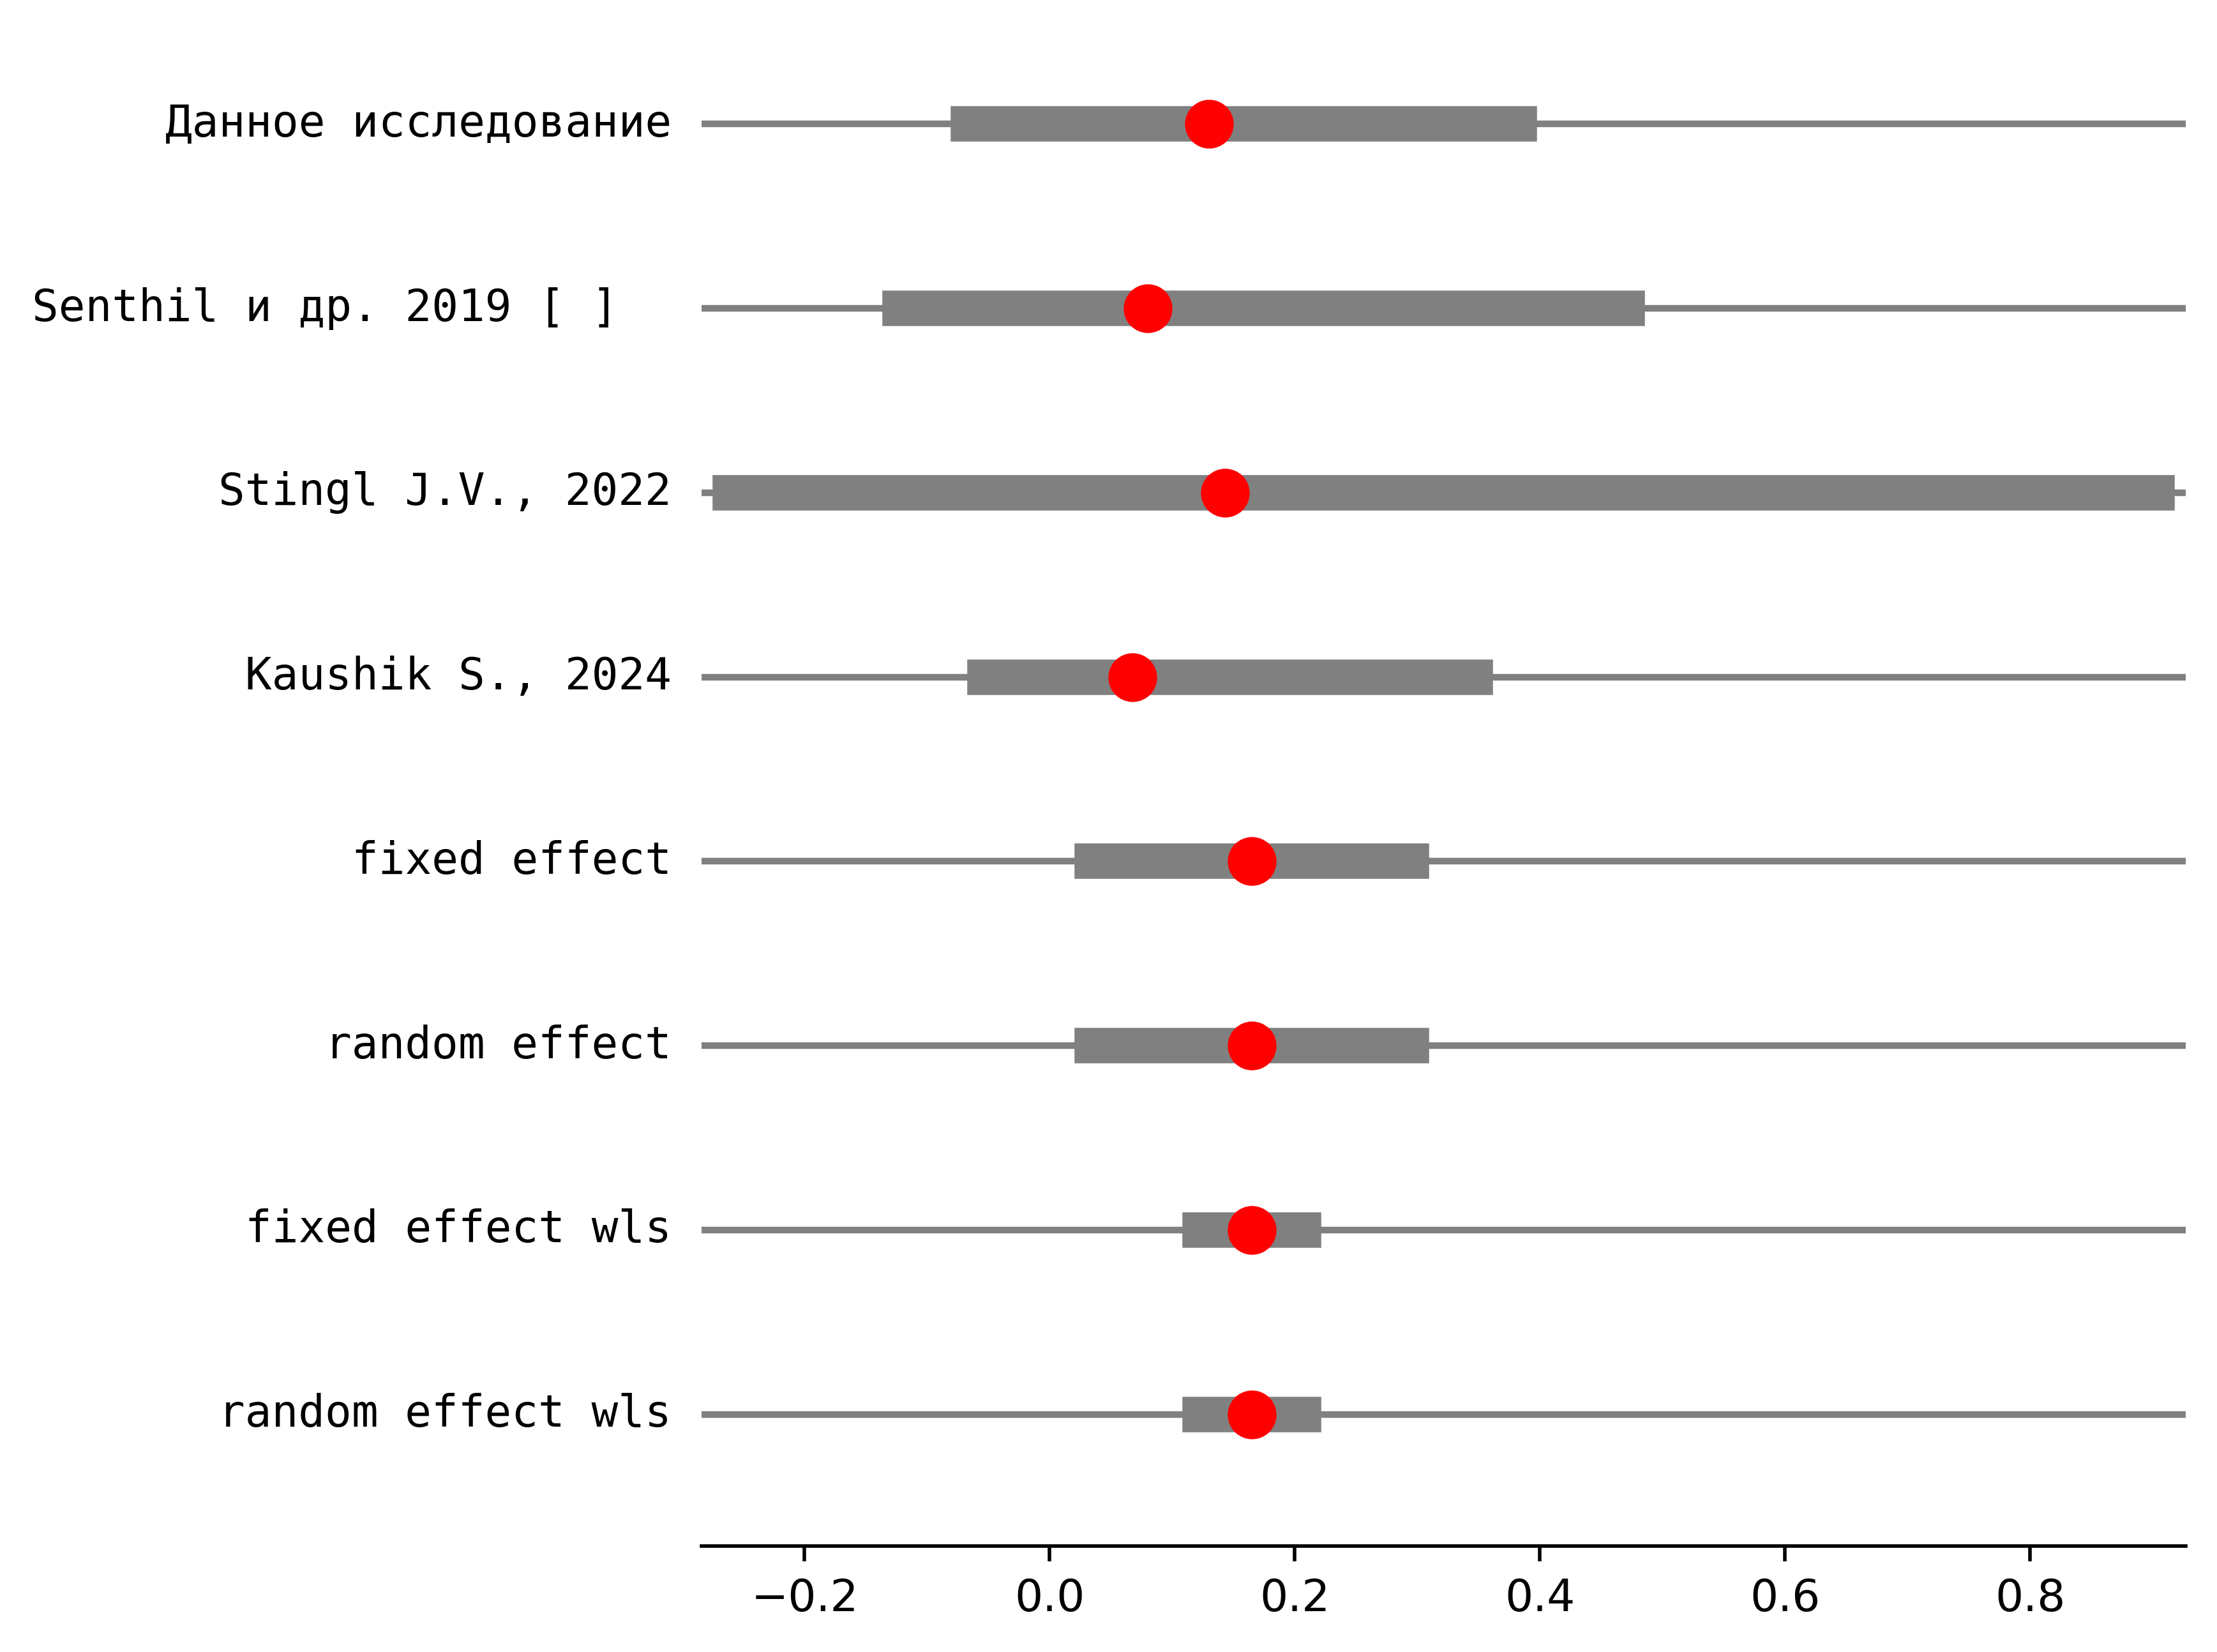 Данное исследование
Senthil и др. 2019 [ ]
Stingl J.V., 2022
Kaushik S., 2024
fixed effect
random effect
fixed effect wls
random effect wls
−0.2 0.0 0.2 0.4 0.6 0.8